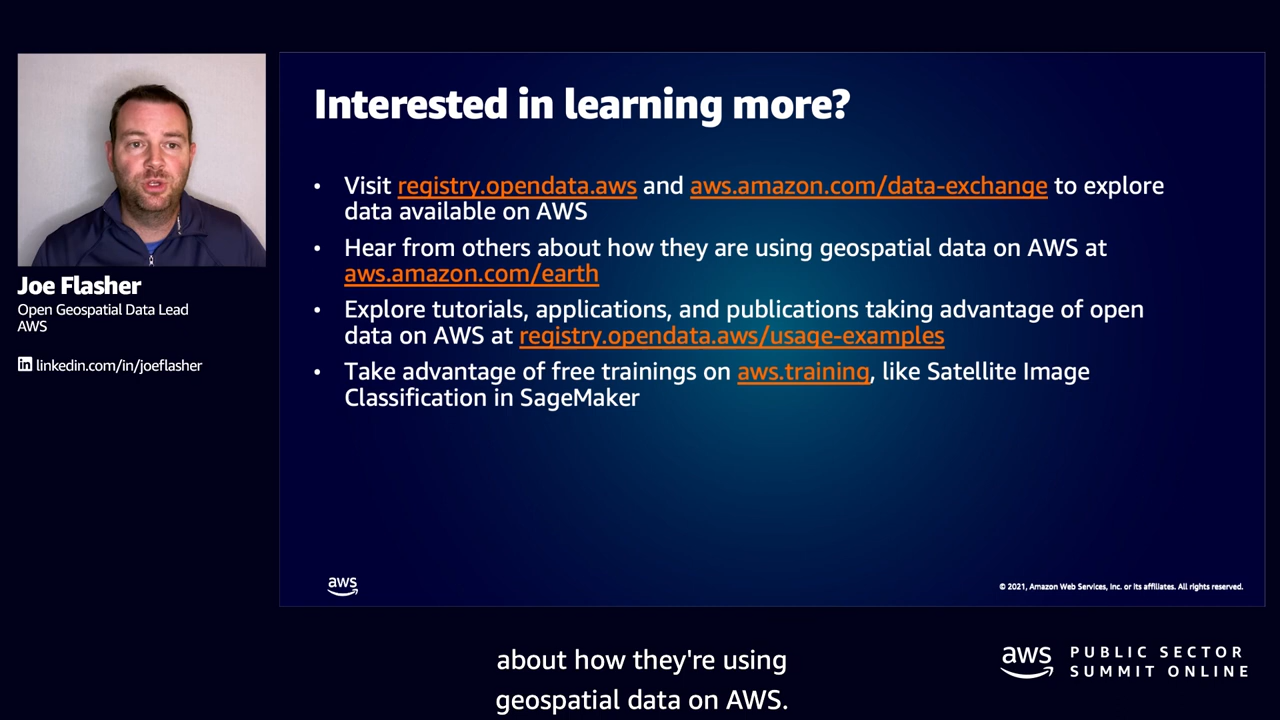 Interested in learning more?
• Visit registry.opendata.aws and aws.amazon.com/data-exchange to explore
data available on AWS
• Hear from others about how they are using geospatial data on AWS at
aws.amazon.com/earth
• Explore tutorials, applications, and publications taking advantage of open
data on AWS at registry.opendata.aws/usage-examples
• Take advantage of free trainings on aws.training, like Satellite Image
Classification in SageMaker
Joe Flasher
Open Geospatial Data Lead
AWS
in linkedin.com/in/joeflasher
aws
© 2021, Amazon Web Services, Inc. or its affiliates. All rights reserved.
about how they're using
geospatial data on AWS.
aws
PUBLIC SECTOR
SUMMIT ONLINE